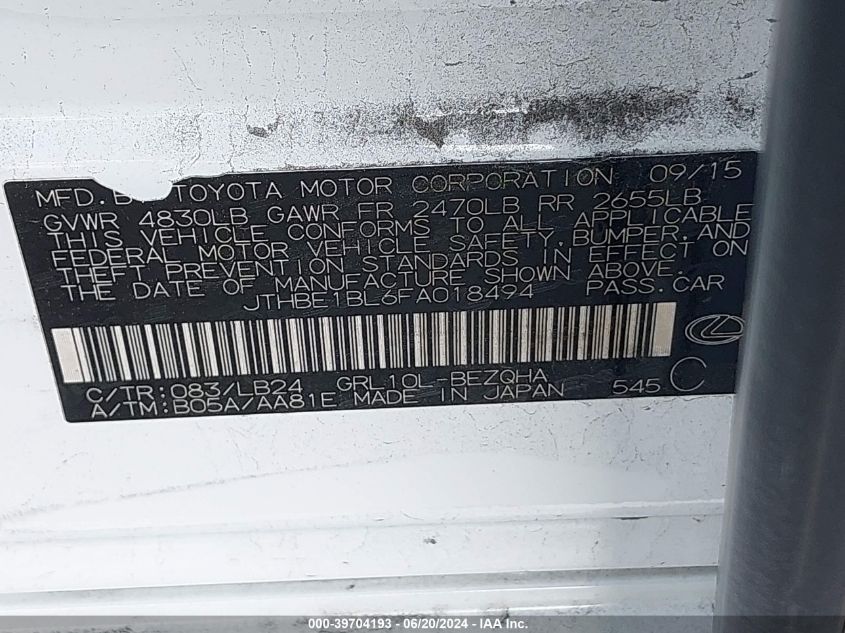 MFD. B TOYOTA MOTOR CORPORATION 09/15
GVWR 4830LB GAWR FR 2470LB RR 2655LB
THIS VEHICLE CONFORMS TO ALL APPLICABLE
FEDERAL MOTOR VEHICLE SAFETY, BUMPER, AND
THEFT PREVENTION STANDARDS IN EFFECT ON
THE DATE OF MANUFACTURE SHOWN ABOVE.
JTHBE1BL6FA018494 PASS. CAR
C/TR: 083/LB24 GRL10L-BEZQHA
A/TM: B05A/AA81E MADE IN JAPAN 545 C
000-39704193 - 06/20/2024 - IAA Inc.